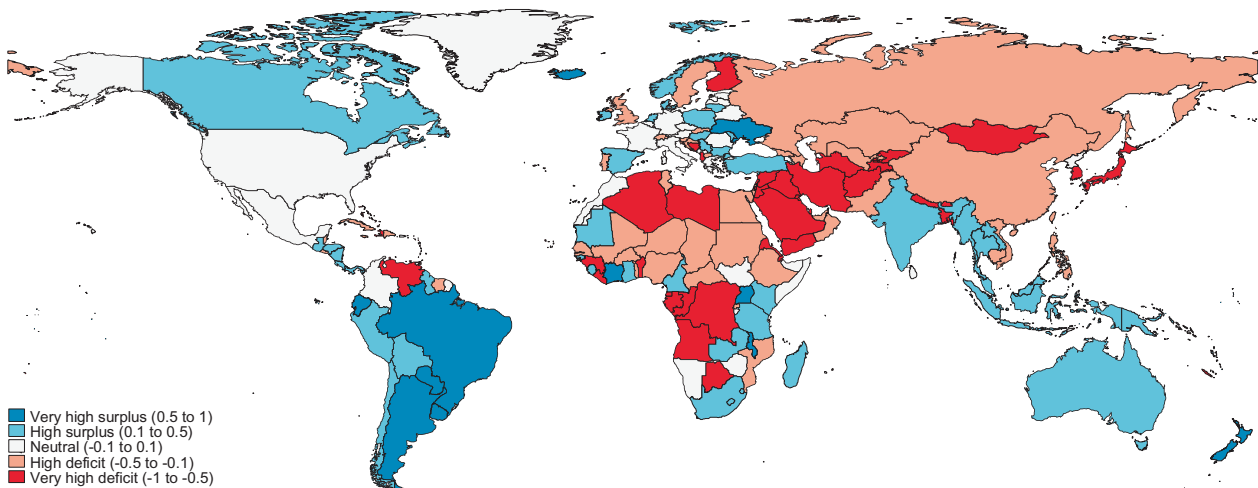 Very high surplus (0.5 to 1)
High surplus (0.1 to 0.5)
Neutral (-0.1 to 0.1)
High deficit (-0.5 to -0.1)
Very high deficit (-1 to -0.5)